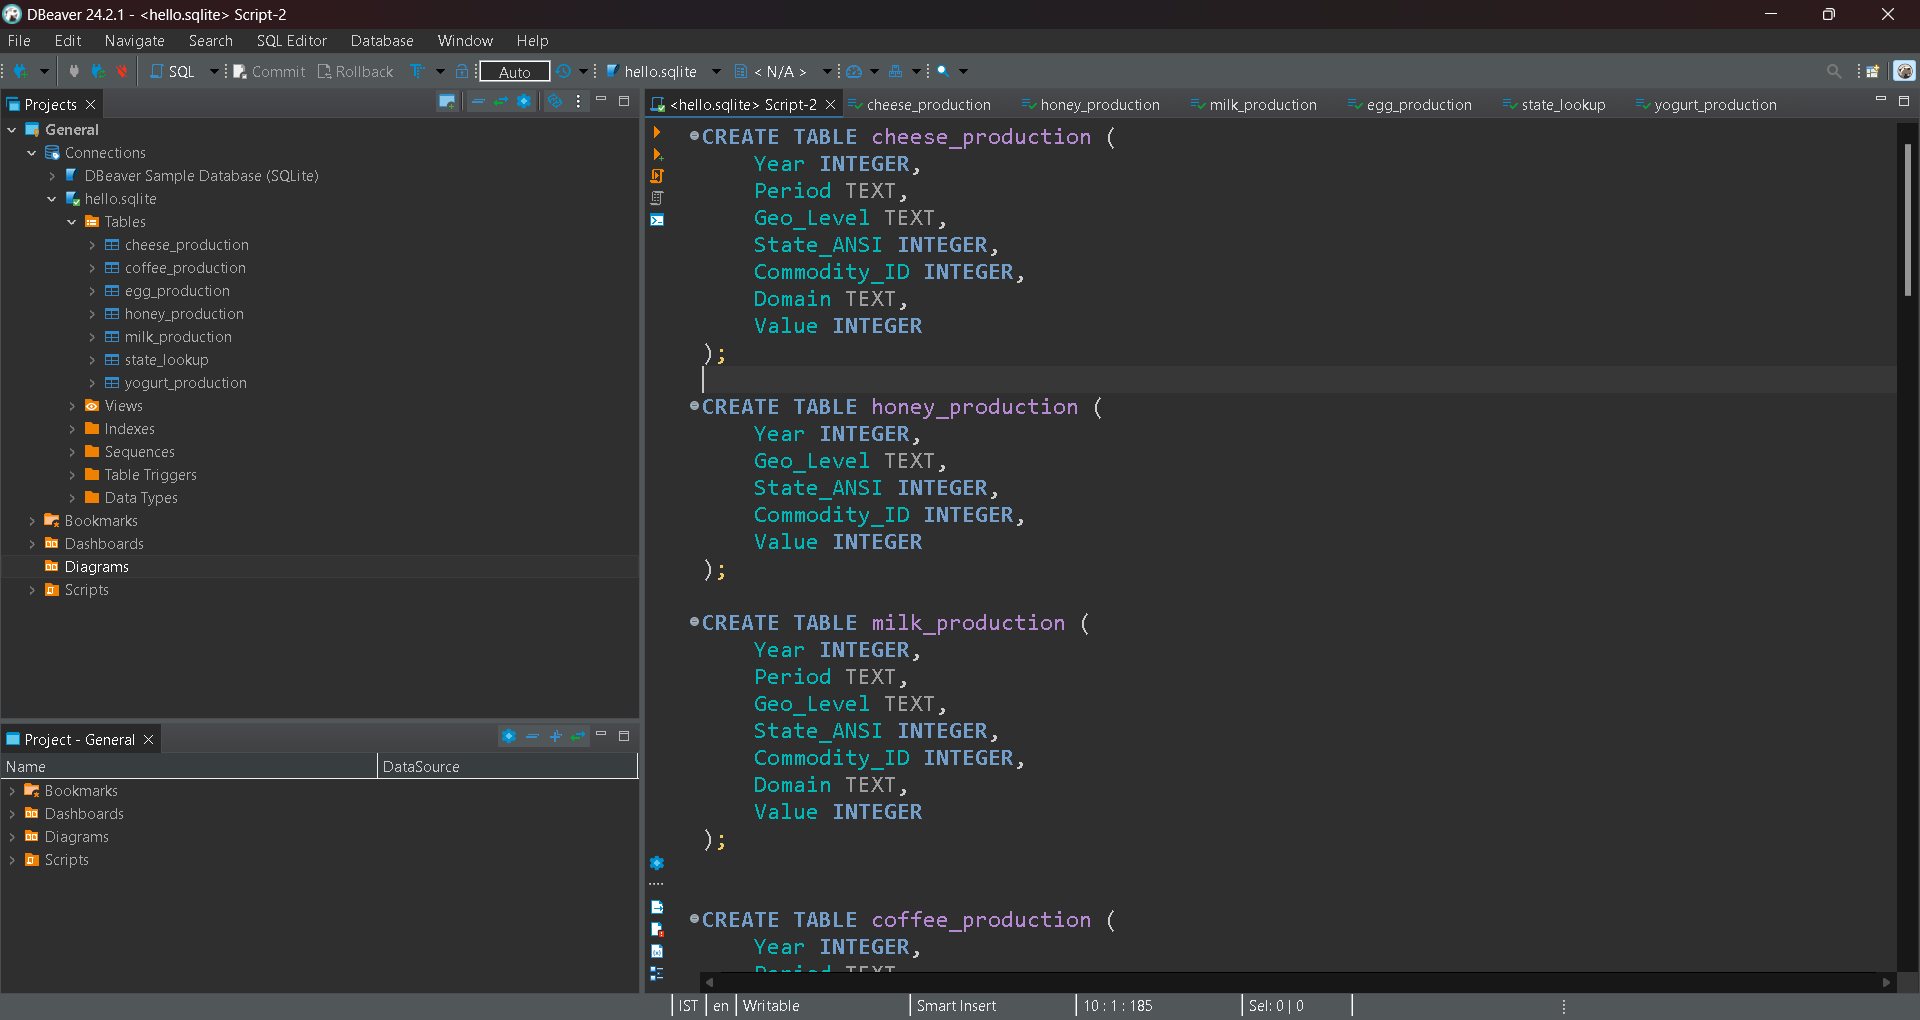 DBeaver 24.2.1 - <hello.sqlite> Script-2
File Edit Navigate Search SQL Editor Database Window Help
SQL Commit Rollback Auto hello.sqlite < N/A >
Projects
General
Connections
DBeaver Sample Database (SQLite)
hello.sqlite
Tables
cheese_production
coffee_production
egg_production
honey_production
milk_production
state_lookup
yogurt_production
Views
Indexes
Sequences
Table Triggers
Data Types
Bookmarks
Dashboards
Diagrams
Scripts
Project - General
Name DataSource
Bookmarks
Dashboards
Diagrams
Scripts
<hello.sqlite> Script-2 cheese_production honey_production milk_production egg_production state_lookup yogurt_production
CREATE TABLE cheese_production (
Year INTEGER,
Period TEXT,
Geo_Level TEXT,
State_ANSI INTEGER,
Commodity_ID INTEGER,
Domain TEXT,
Value INTEGER
);
CREATE TABLE honey_production (
Year INTEGER,
Geo_Level TEXT,
State_ANSI INTEGER,
Commodity_ID INTEGER,
Value INTEGER
);
CREATE TABLE milk_production (
Year INTEGER,
Period TEXT,
Geo_Level TEXT,
State_ANSI INTEGER,
Commodity_ID INTEGER,
Domain TEXT,
Value INTEGER
);
CREATE TABLE coffee_production (
Year INTEGER,
Period TEXT
IST en Writable Smart Insert 10 : 1 : 185 Sel: 0 | 0